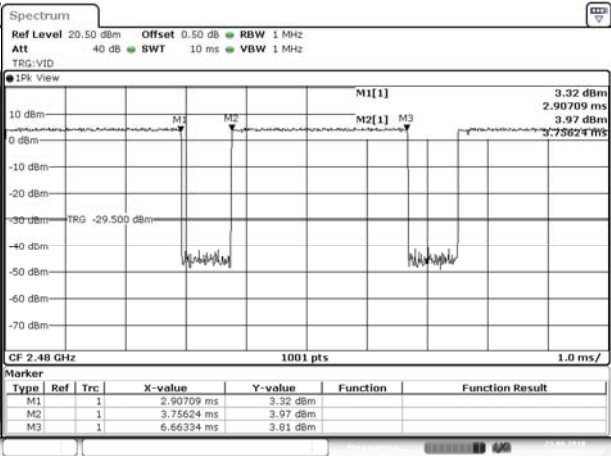 Spectrum
Ref Level 20.50 dBm Offset 0.50 dB RBW 1 MHz
Att 40 dB SWT 10 ms VBW 1 MHz
TRG:VID
1Pk View
M1[1] 3.32 dBm
2.90709 ms
10 dBm M1 M2 M2[1] M3 3.97 dBm
0 dBm 3.75624 ms
-10 dBm
-20 dBm
-30 dBm TRG -29.500 dBm
-40 dBm
-50 dBm
-60 dBm
-70 dBm
CF 2.48 GHz 1001 pts 1.0 ms/
Marker
Type Ref Trc X-value Y-value Function Function Result
M1 1 2.90709 ms 3.32 dBm
M2 1 3.75624 ms 3.97 dBm
M3 1 6.66334 ms 3.81 dBm